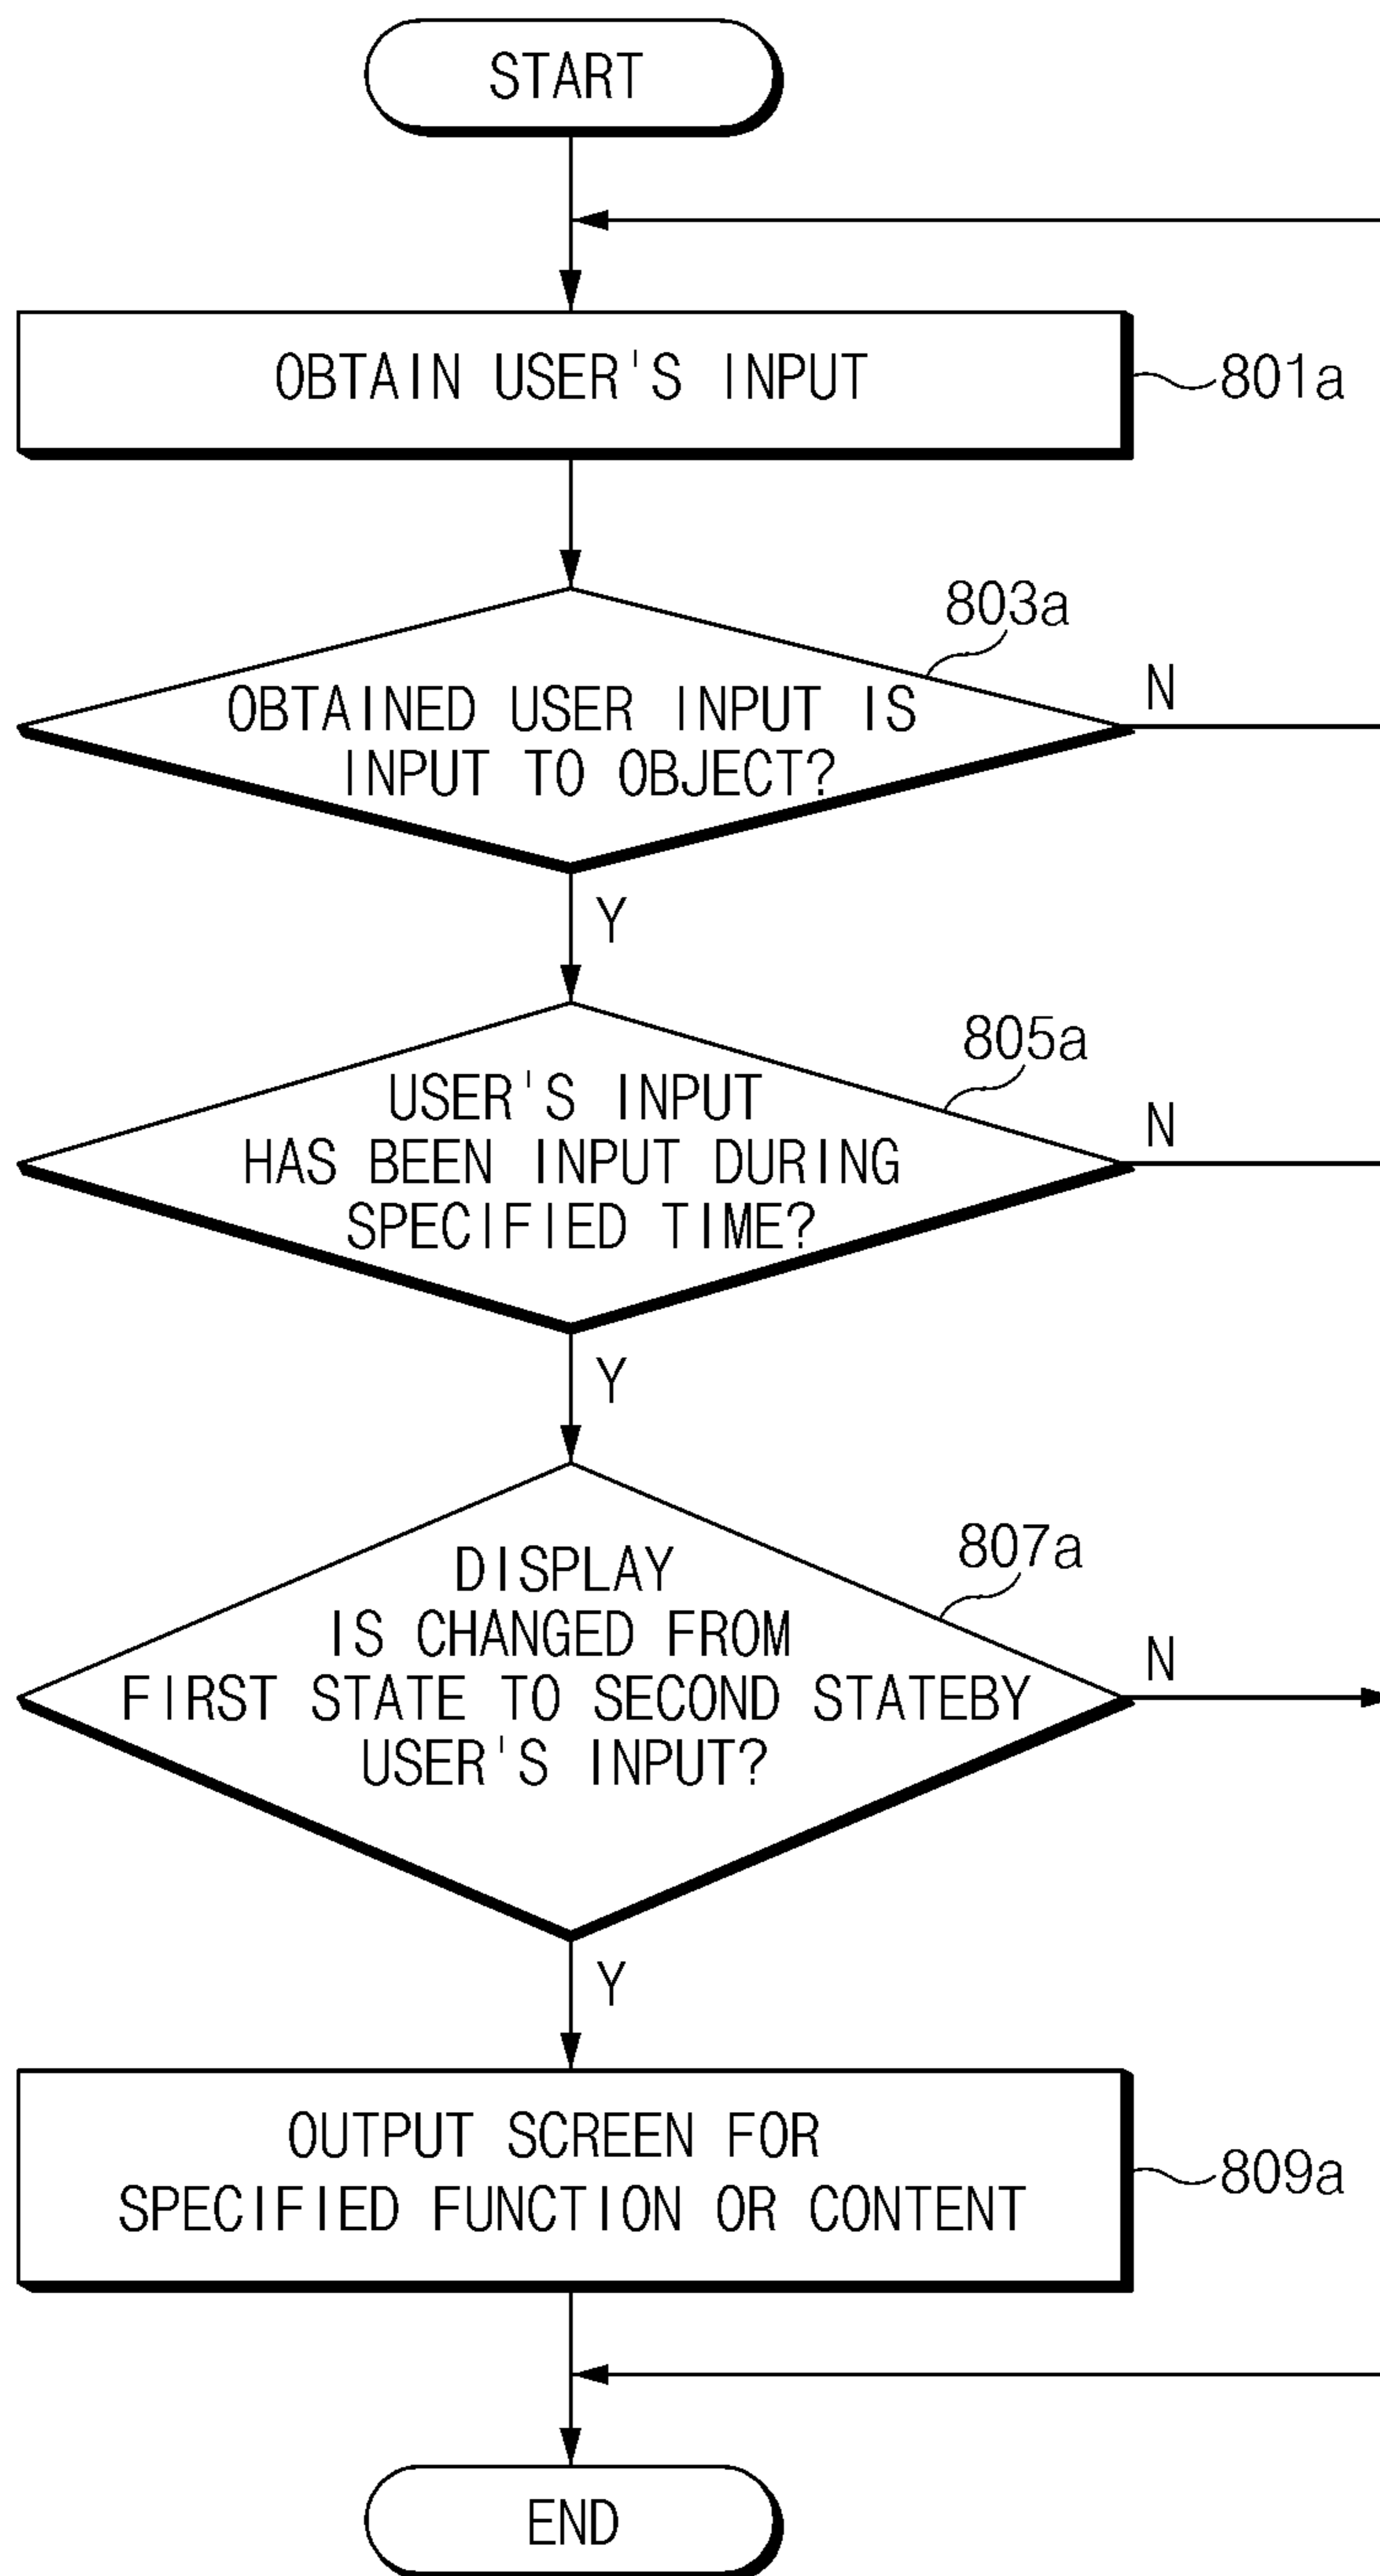 START
OBTAIN USER'S INPUT
801a
803a
N
OBTAINED USER INPUT IS
INPUT TO OBJECT?
Y
805a
N
USER'S INPUT
HAS BEEN INPUT DURING
SPECIFIED TIME?
Y
807a
N
DISPLAY
IS CHANGED FROM
FIRST STATE TO SECOND STATEBY
USER'S INPUT?
Y
OUTPUT SCREEN FOR
SPECIFIED FUNCTION OR CONTENT
809a
END